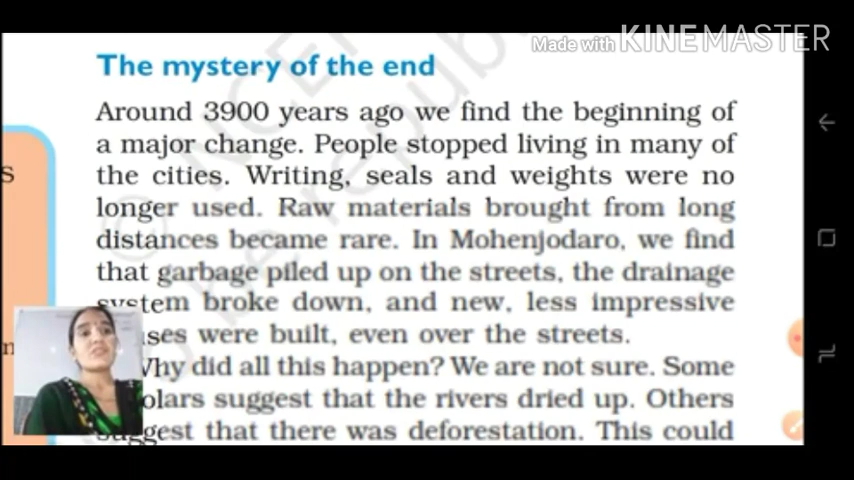 Made with KINEMASTER
The mystery of the end
Around 3900 years ago we find the beginning of
a major change. People stopped living in many of
the cities. Writing, seals and weights were no
longer used. Raw materials brought from long
distances became rare. In Mohenjodaro, we find
that garbage piled up on the streets, the drainage
system broke down, and new, less impressive
were built, even over the streets.
did all this happen? We are not sure. Some
suggest that the rivers dried up. Others
suggest that there was deforestation. This could